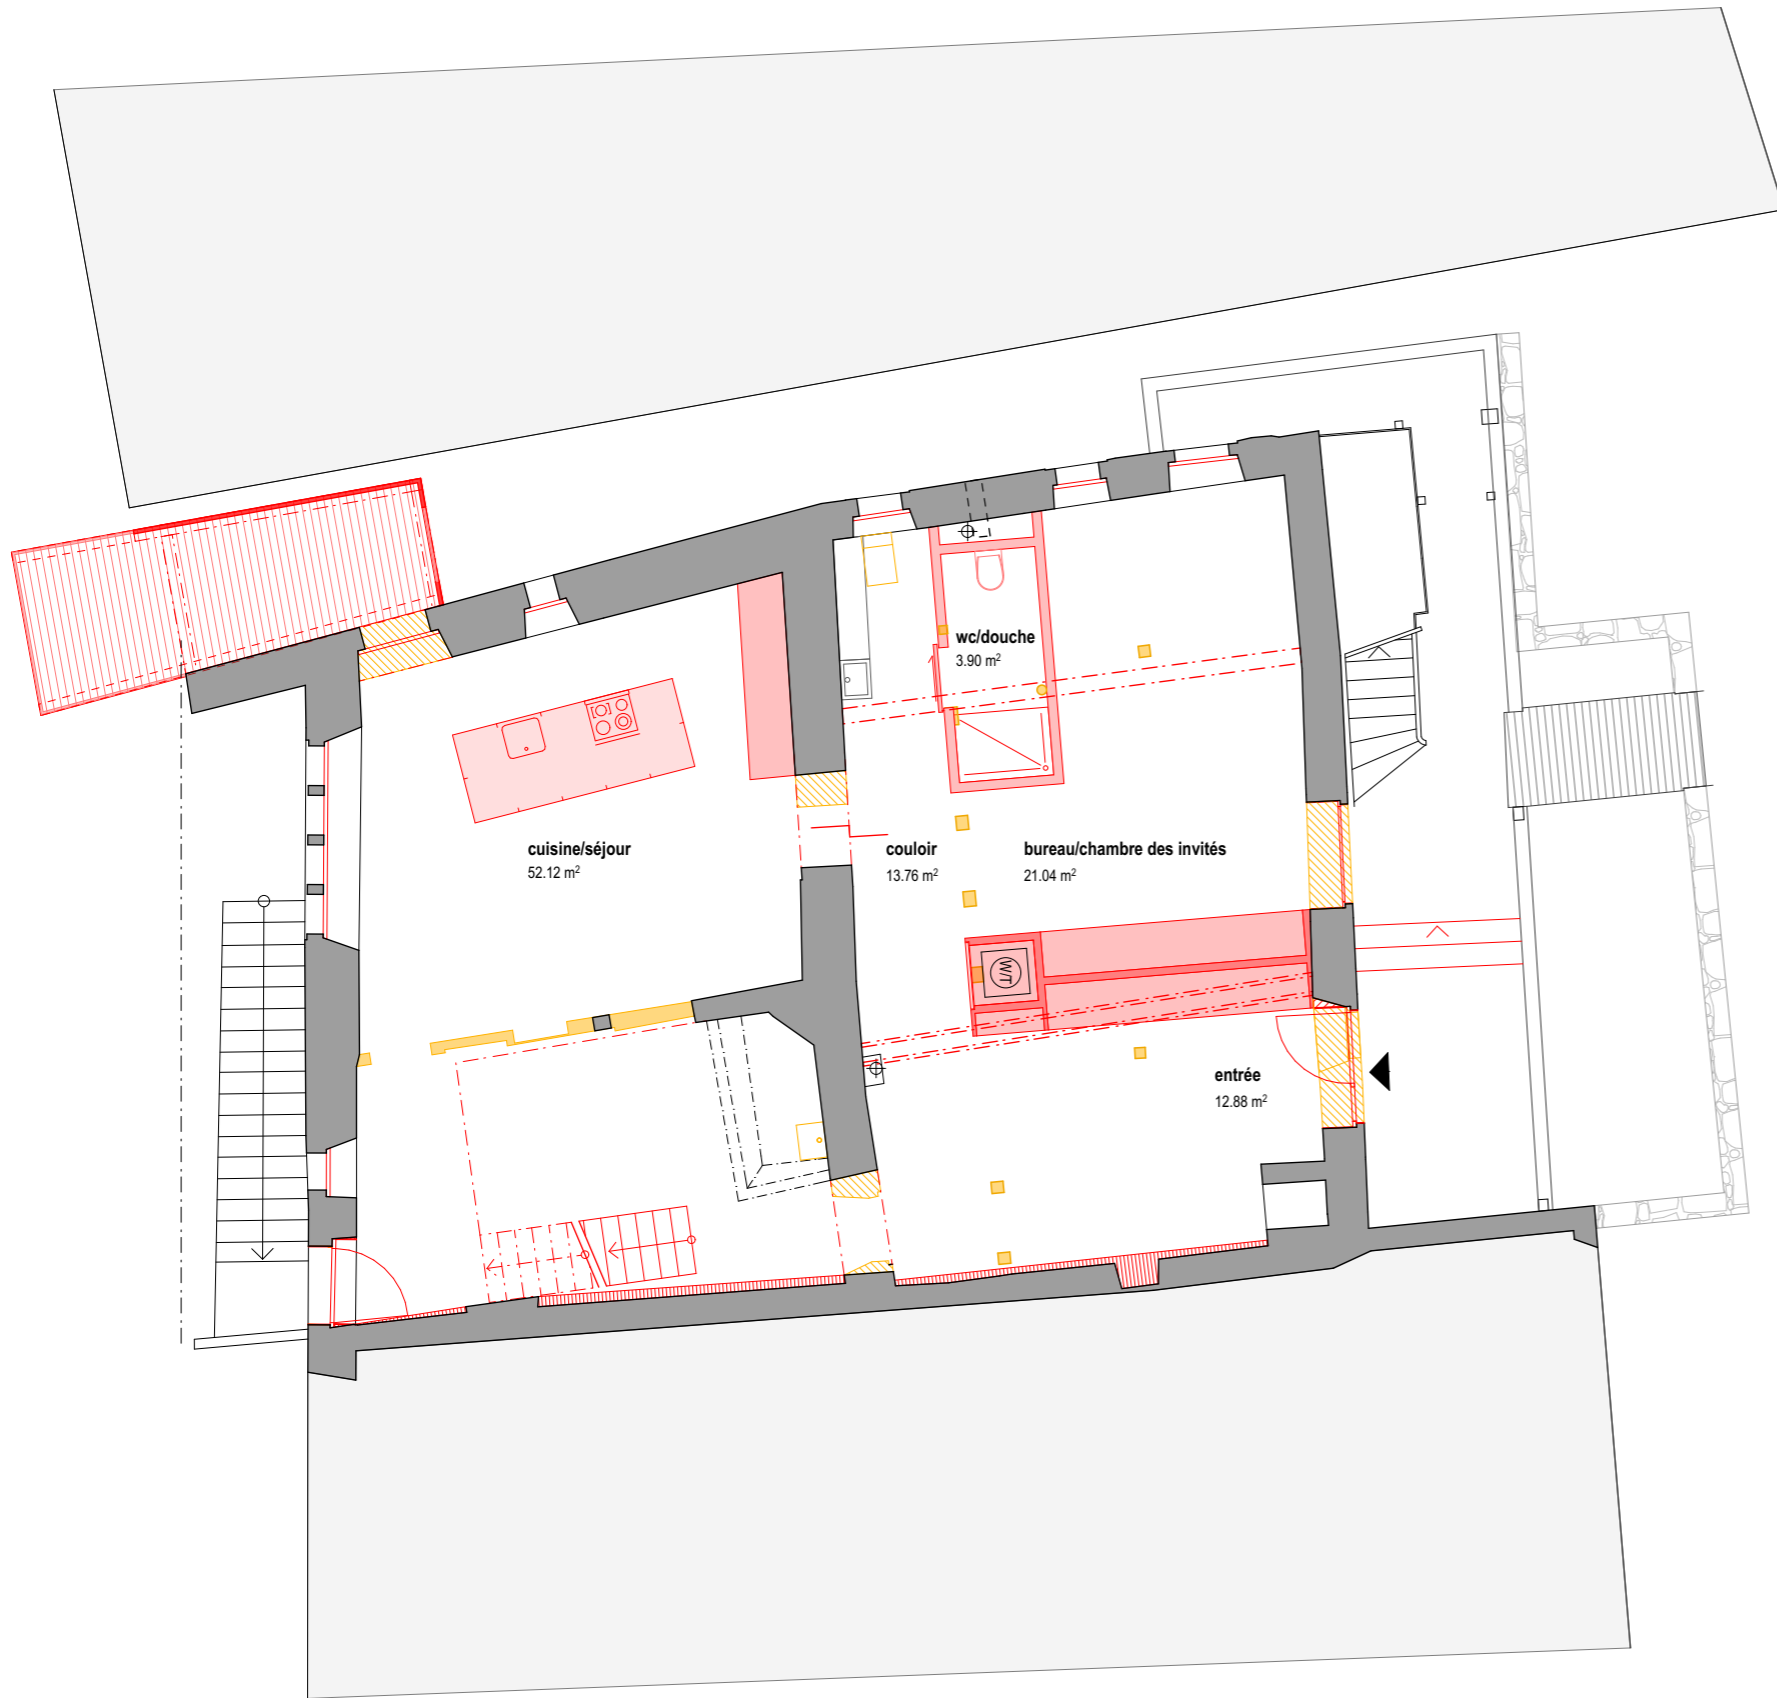 wc/douche
3.90 m²
cuisine/séjour
52.12 m²
couloir
13.76 m²
bureau/chambre des invités
21.04 m²
W/T
entrée
12.88 m²